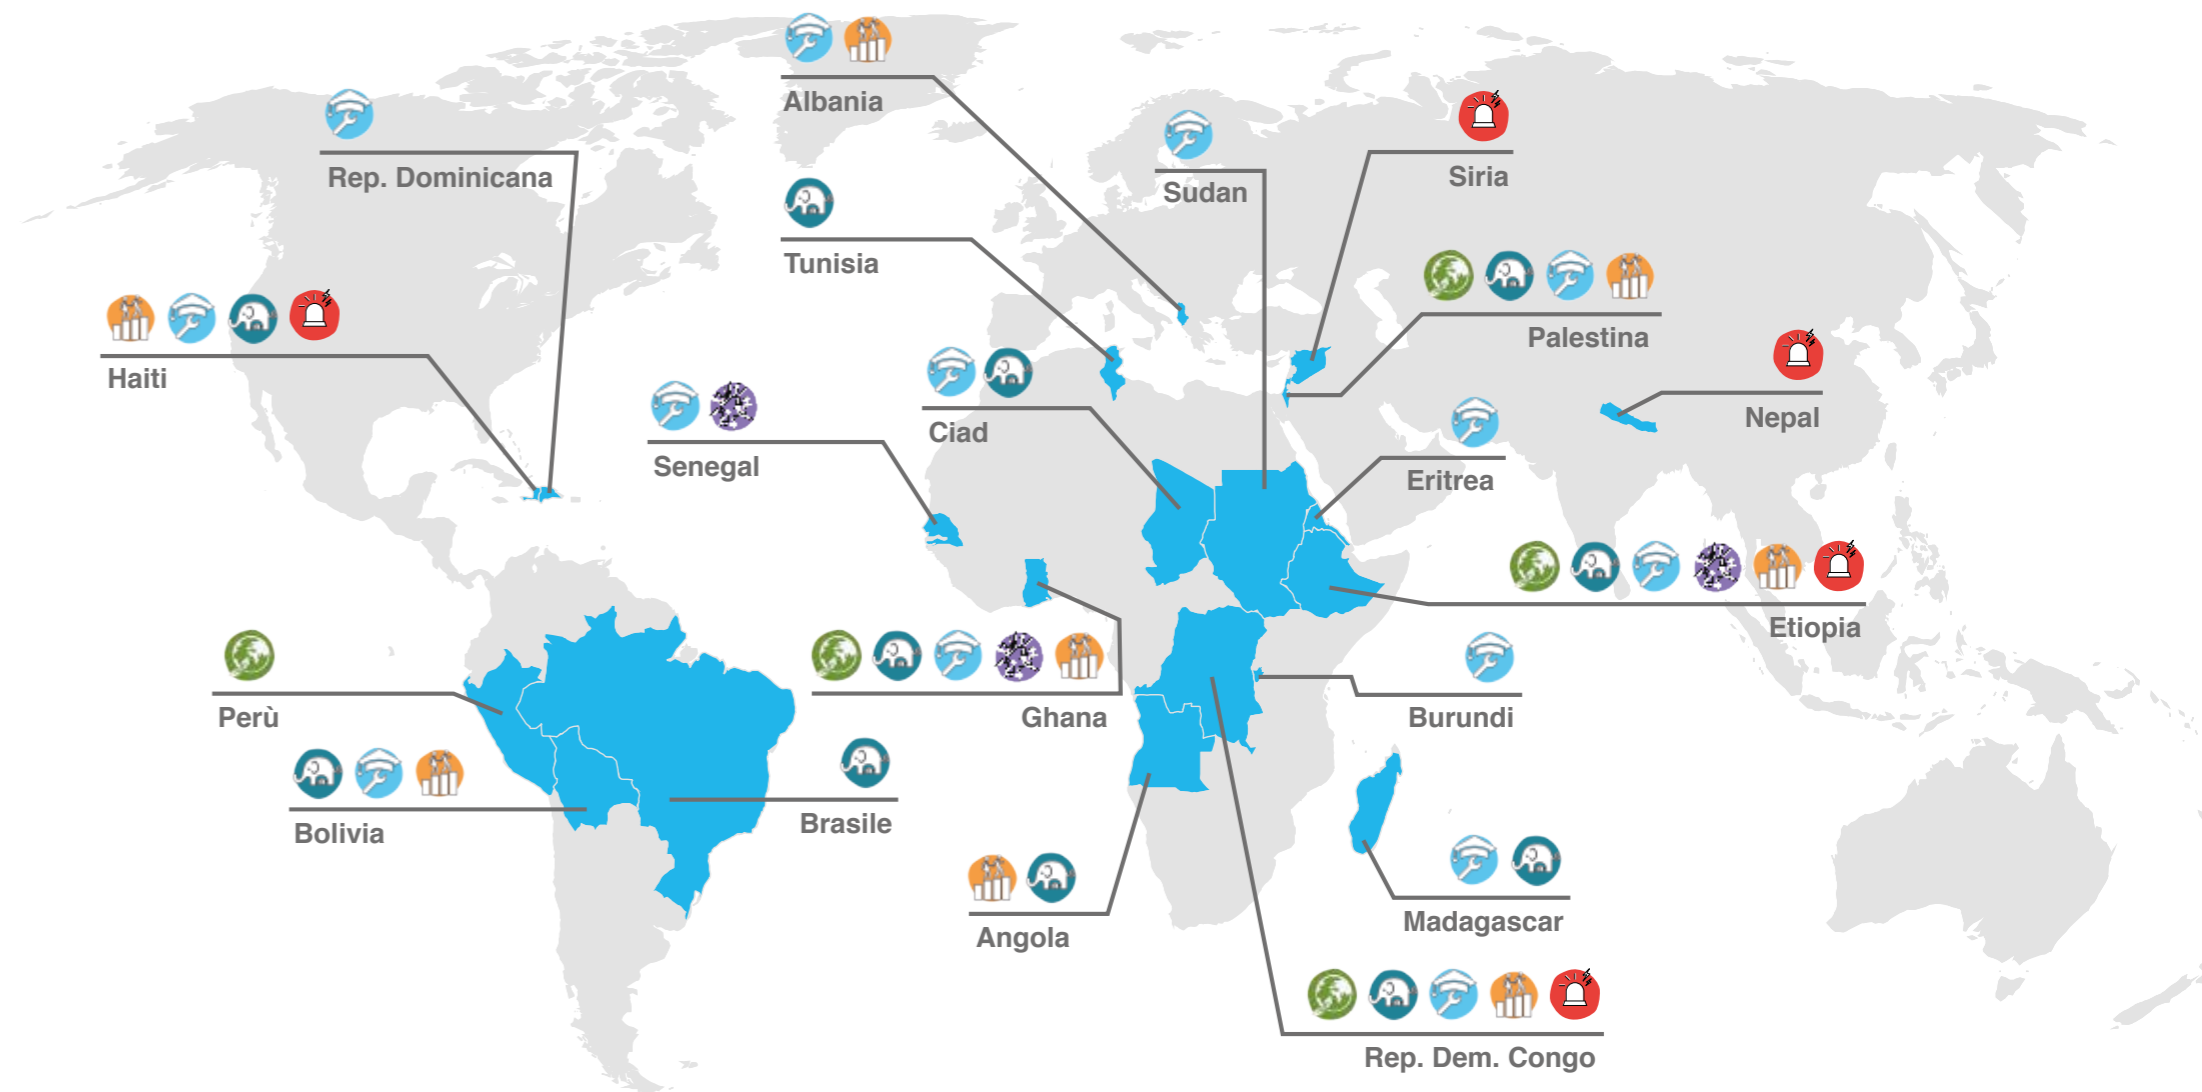 Albania
Rep. Dominicana
Siria
Sudan
Tunisia
Palestina
Haiti
Nepal
Ciad
Senegal
Eritrea
Etiopia
Perù
Ghana
Burundi
Bolivia
Brasile
Madagascar
Angola
Rep. Dem. Congo